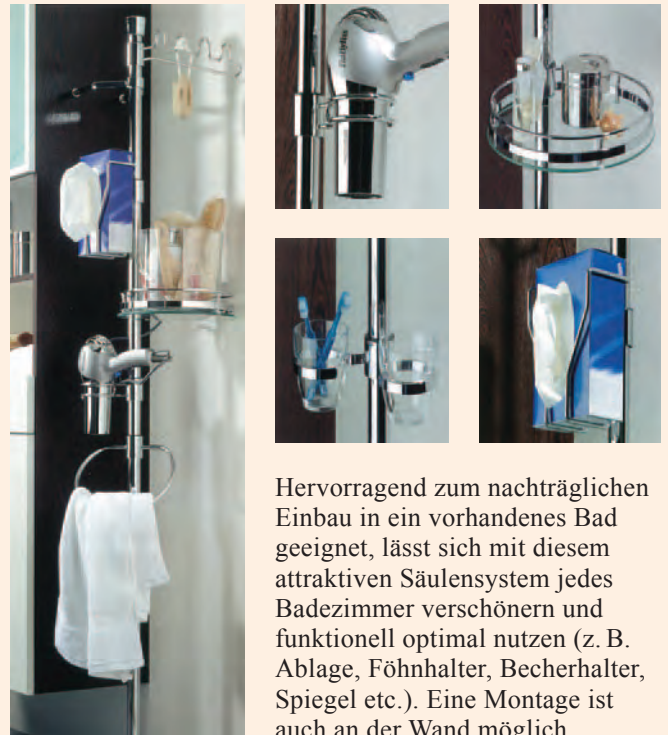 Hervorragend zum nachträglichen
Einbau in ein vorhandenes Bad
geeignet, lässt sich mit diesem
attraktiven Säulensystem jedes
Badezimmer verschönern und
funktionell optimal nutzen (z. B.
Ablage, Föhnhalter, Becherhalter,
Spiegel etc.). Eine Montage ist
auch an der Wand möglich